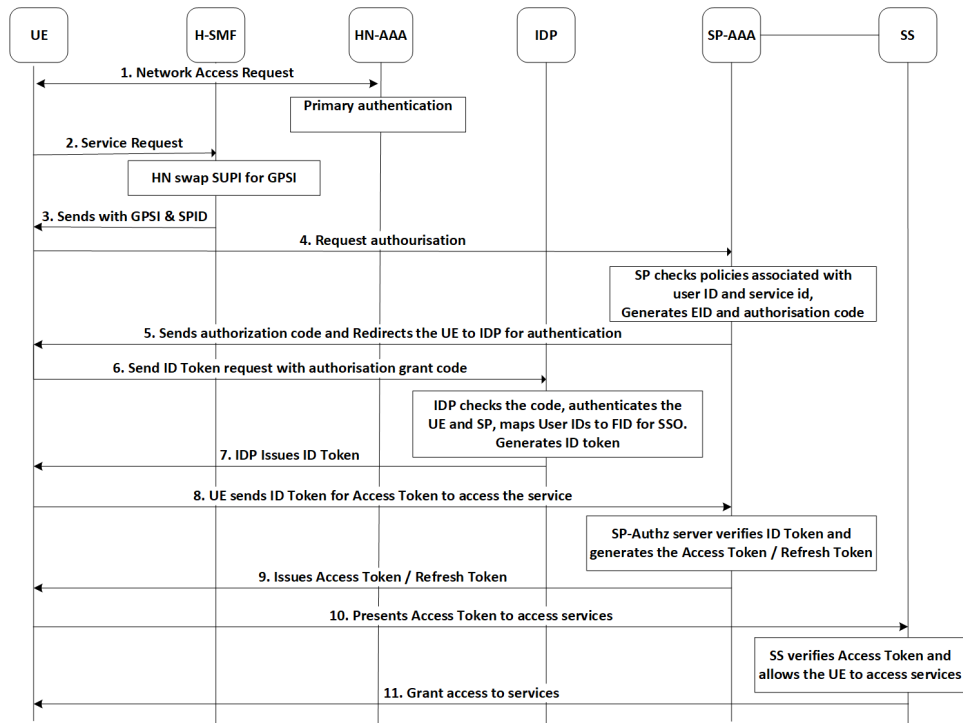 UE
H-SMF
HN-AAA
IDP
SP-AAA
SS
1. Network Access Request
Primary authentication
2. Service Request
HN swap SUPI for GPSI
3. Sends with GPSI & SPID
4. Request authourisation
SP checks policies associated with
user ID and service id,
Generates EID and authorisation code
5. Sends authorization code and Redirects the UE to IDP for authentication
6. Send ID Token request with authorisation grant code
IDP checks the code, authenticates the
UE and SP, maps User IDs to FID for SSO.
Generates ID token
7. IDP Issues ID Token
8. UE sends ID Token for Access Token to access the service
SP-Authz server verifies ID Token and
generates the Access Token / Refresh Token
9. Issues Access Token / Refresh Token
10. Presents Access Token to access services
SS verifies Access Token and
allows the UE to access services
11. Grant access to services